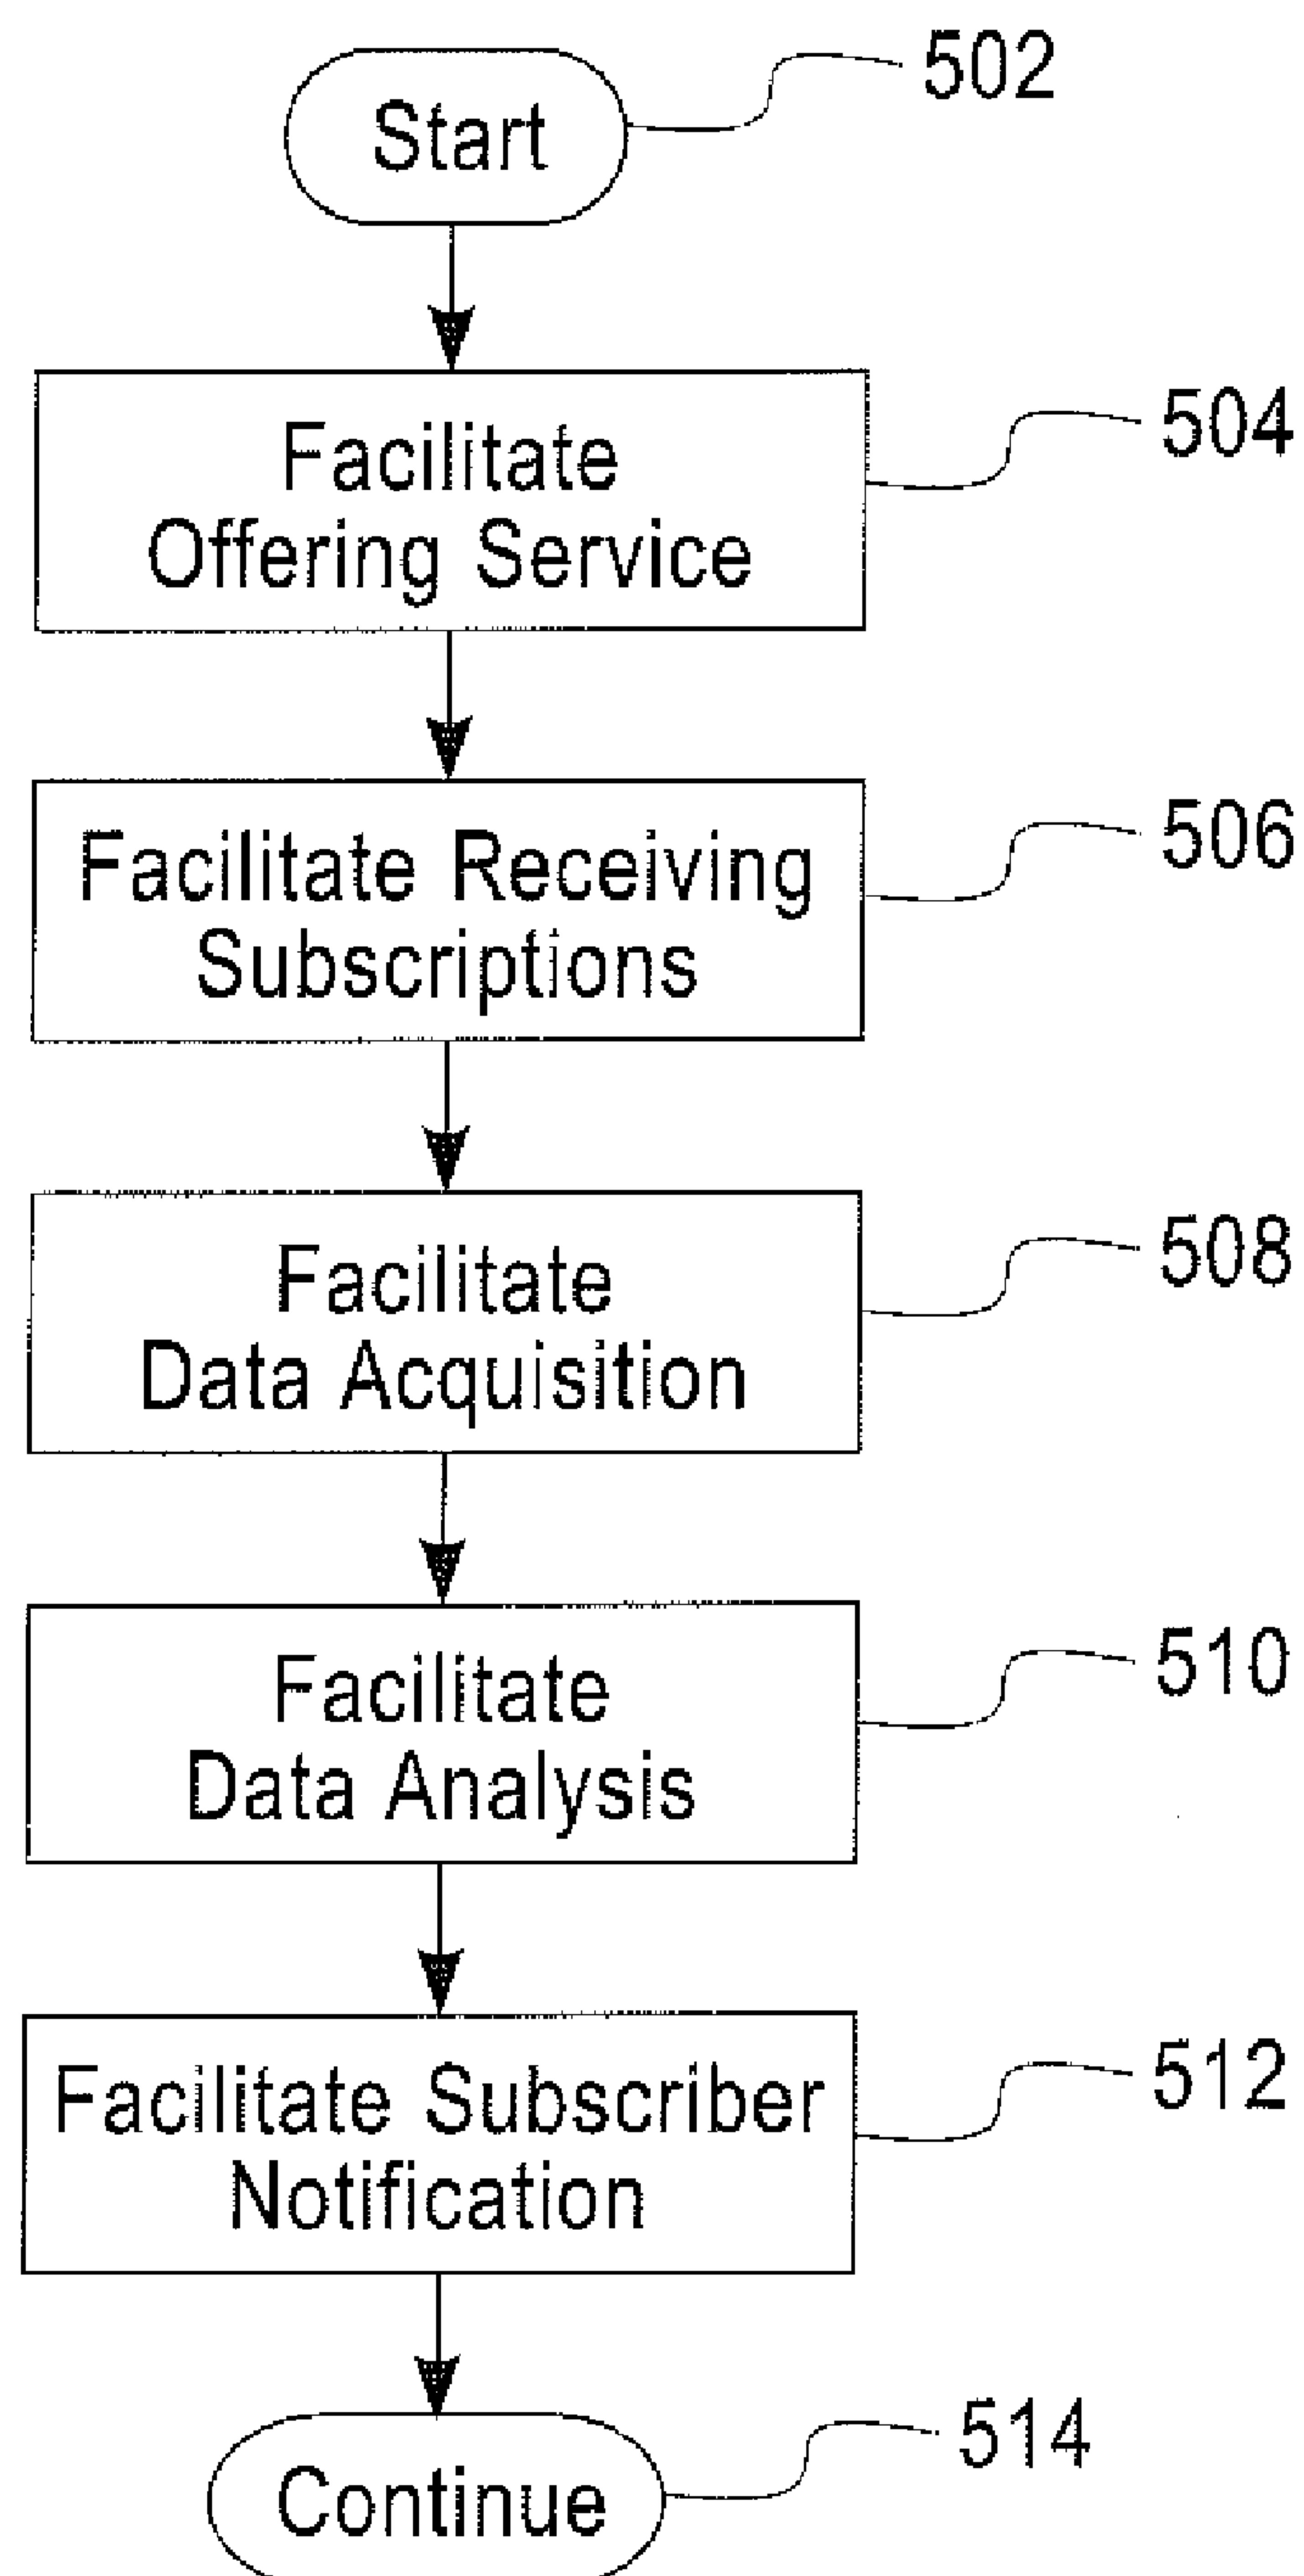 Start
502
Facilitate
Offering Service
504
Facilitate Receiving
Subscriptions
506
Facilitate
Data Acquisition
508
Facilitate
Data Analysis
510
Facilitate Subscriber
Notification
512
Continue
514